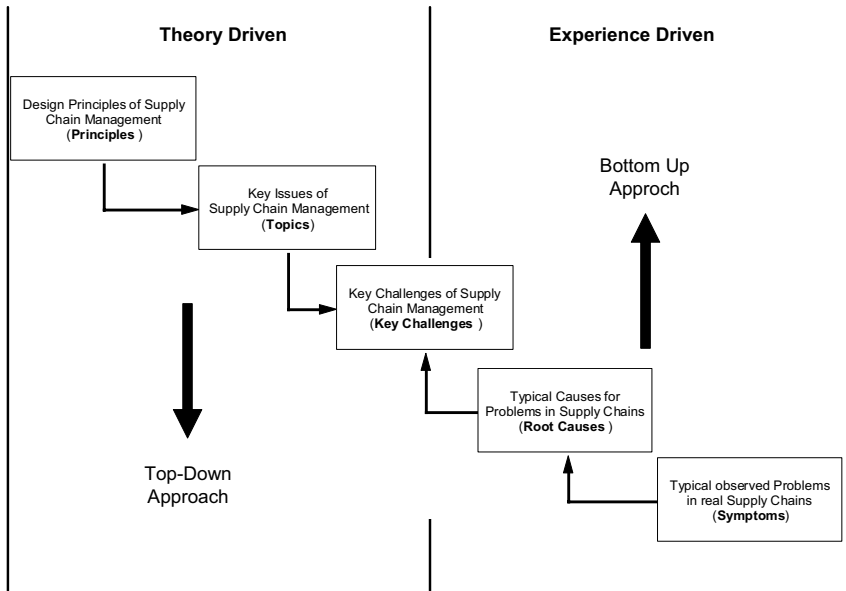 Theory Driven
Experience Driven
Design Principles of Supply
Chain Management
(Principles )
Bottom Up
Approch
Key Issues of
Supply Chain Management
(Topics)
Key Challenges of Supply
Chain Management
(Key Challenges )
Typical Causes for
Problems in Supply Chains
(Root Causes )
Top-Down
Approach
Typical observed Problems
in real Supply Chains
(Symptoms)